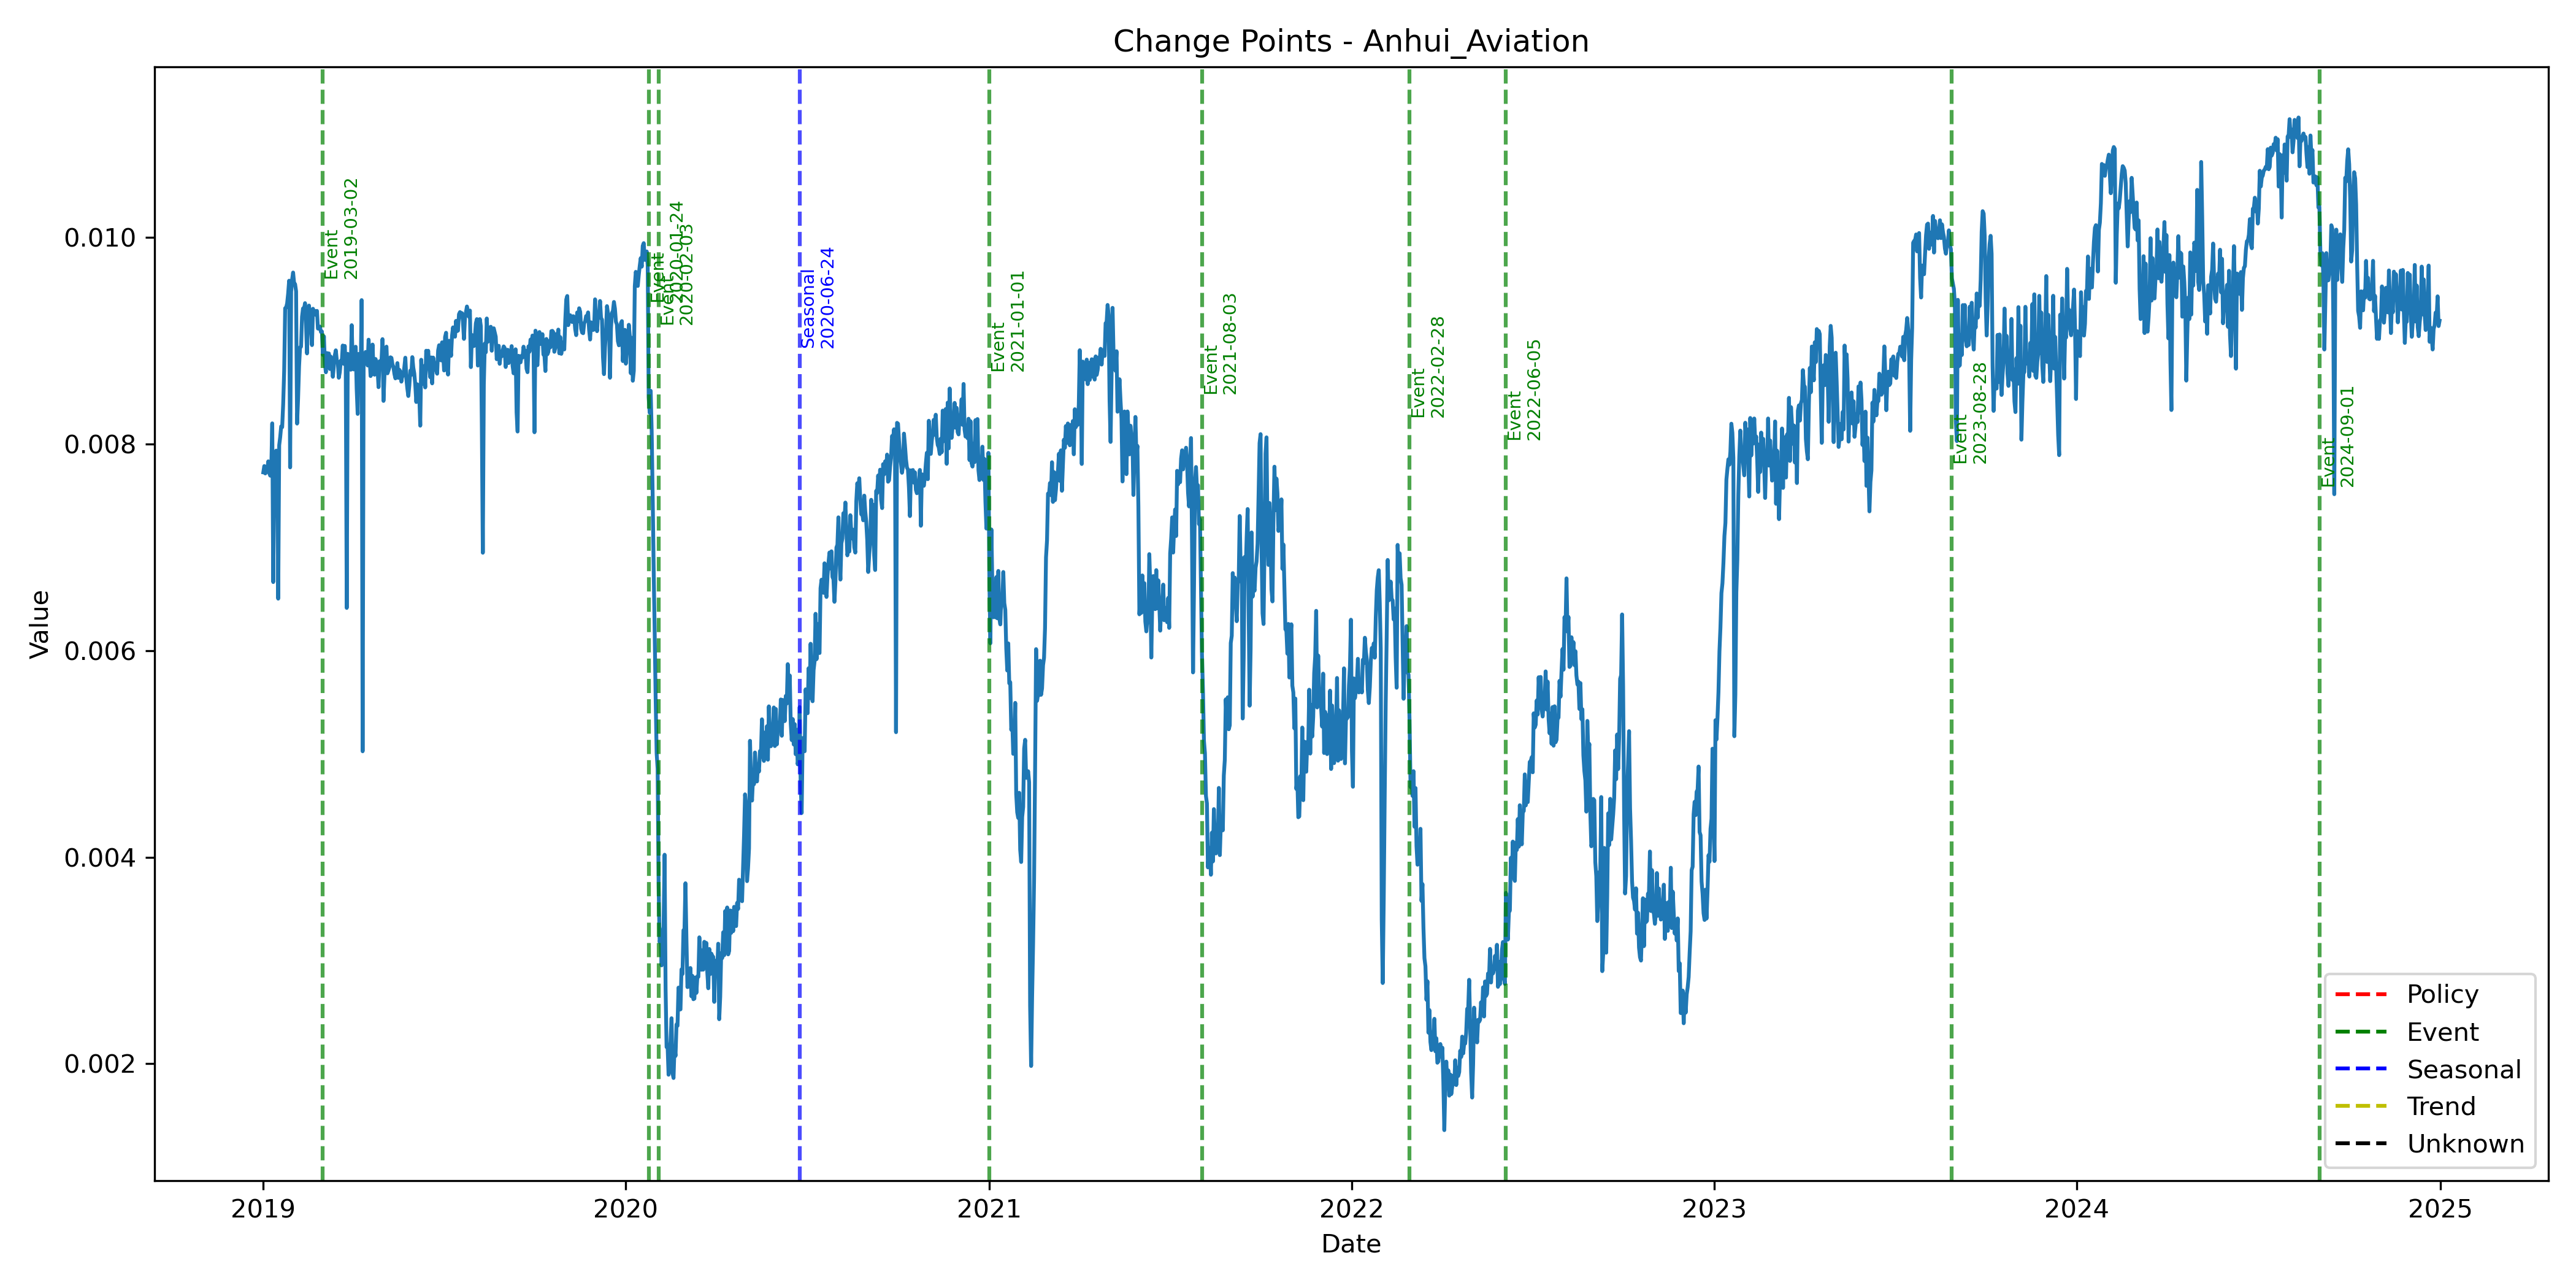 Change Points - Anhui_Aviation
Value
0.010
0.008
0.006
0.004
0.002
Event
2019-03-02
Event
2020-01-24
Event
2020-02-03
Seasonal
2020-06-24
Event
2021-01-01
Event
2021-08-03
Event
2022-02-28
Event
2022-06-05
Event
2023-08-28
Event
2024-09-01
Policy
Event
Seasonal
Trend
Unknown
2019
2020
2021
2022
2023
2024
2025
Date